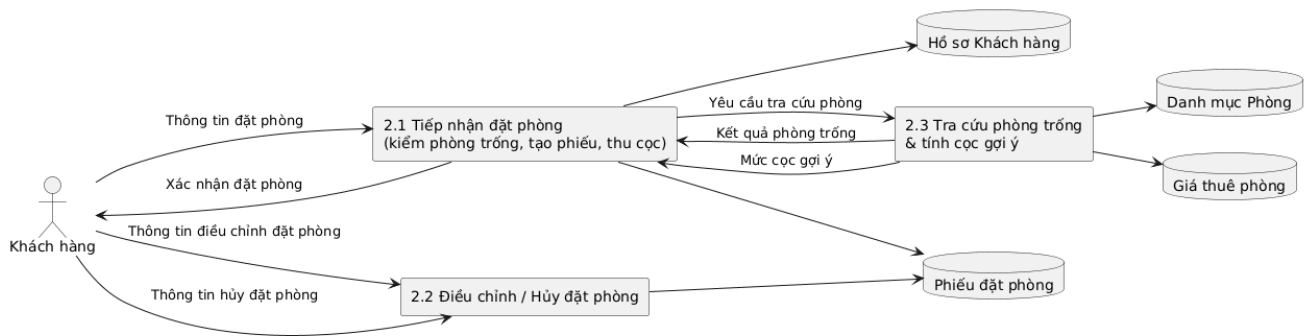 Hồ sơ Khách hàng
Yêu cầu tra cứu phòng
Danh mục Phòng
Thông tin đặt phòng
2.1 Tiếp nhận đặt phòng
(kiểm phòng trống, tạo phiếu, thu cọc)
2.3 Tra cứu phòng trống
& tính cọc gợi ý
Kết quả phòng trống
Mức cọc gợi ý
Giá thuê phòng
Xác nhận đặt phòng
Khách hàng
Thông tin điều chỉnh đặt phòng
Phiếu đặt phòng
Thông tin hủy đặt phòng
2.2 Điều chỉnh / Hủy đặt phòng